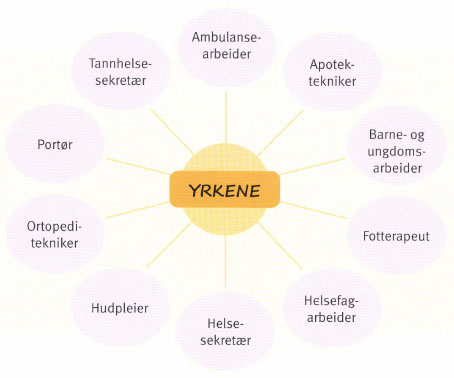 Ambulanse-
arbeider
Apotek-
tekniker
Barne- og
ungdoms-
arbeider
Fotterapeut
Helsefag-
arbeider
Helse-
sekretær
Hudpleier
Ortopedi-
tekniker
Portør
Tannhelse-
sekretær
YRKENE